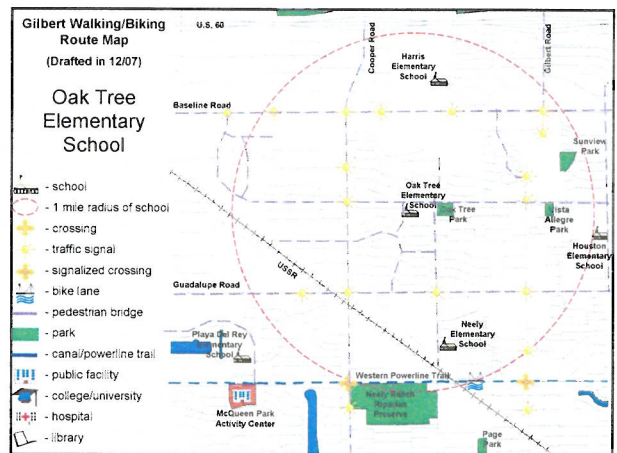 Gilbert Walking/Biking
Route Map
(Drafted in 12/07)
Oak Tree
Elementary
School
- school
- 1 mile radius of school
- crossing
- traffic signal
- signalized crossing
- bike lane
- pedestrian bridge
- park
- canal/powerline trail
- public facility
- college/university
- hospital
- library
U.S. 60
Cooper Road
Gilbert Road
Harris
Elementary
School
Baseline Road
Sunview
Park
Oak Tree
Elementary
School
Oak Tree
Park
Vista
Allegre
Park
Houston
Elementary
School
USSR
Guadalupe Road
Playa Del Rey
Elementary
School
Neely
Elementary
School
Western Powerline Trail
Neely Ranch
Riparian
Preserve
McQueen Park
Activity Center
Page
Park